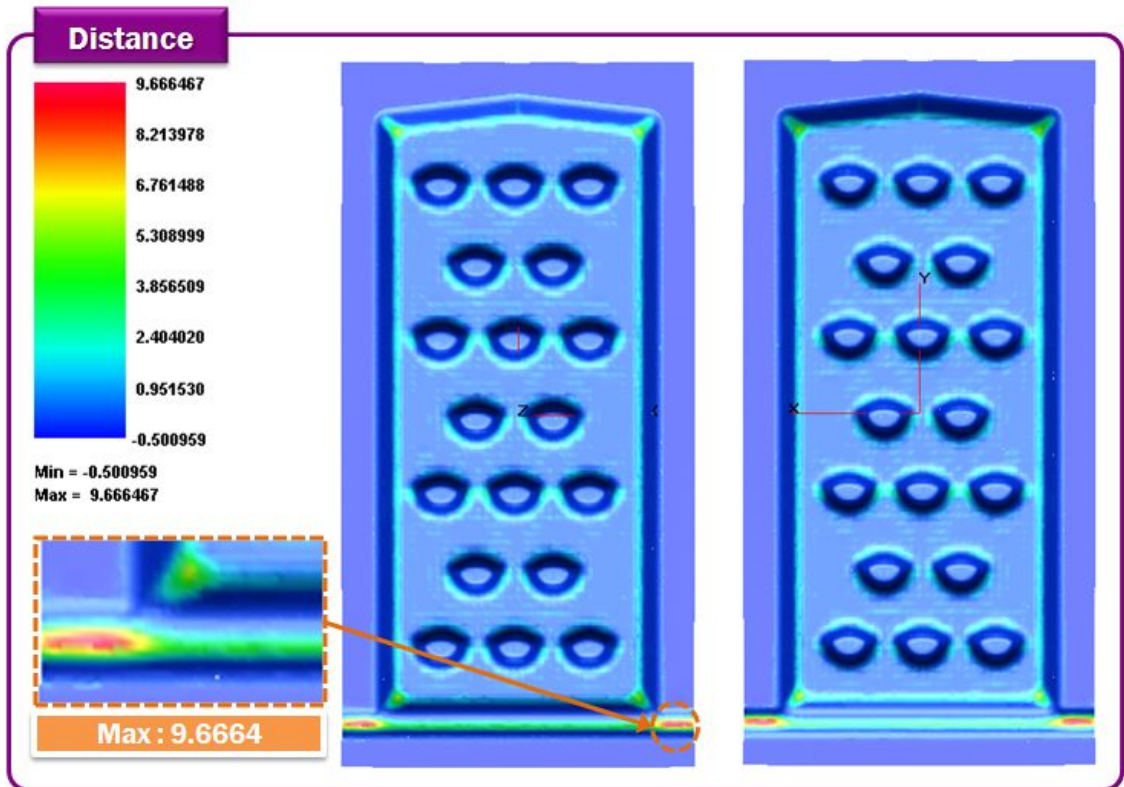 Distance
9.666467
8.213978
6.761488
5.308999
3.856509
2.404020
0.951530
-0.500959
Min = -0.500959
Max = 9.666467
Max : 9.6664
Z
Y
X